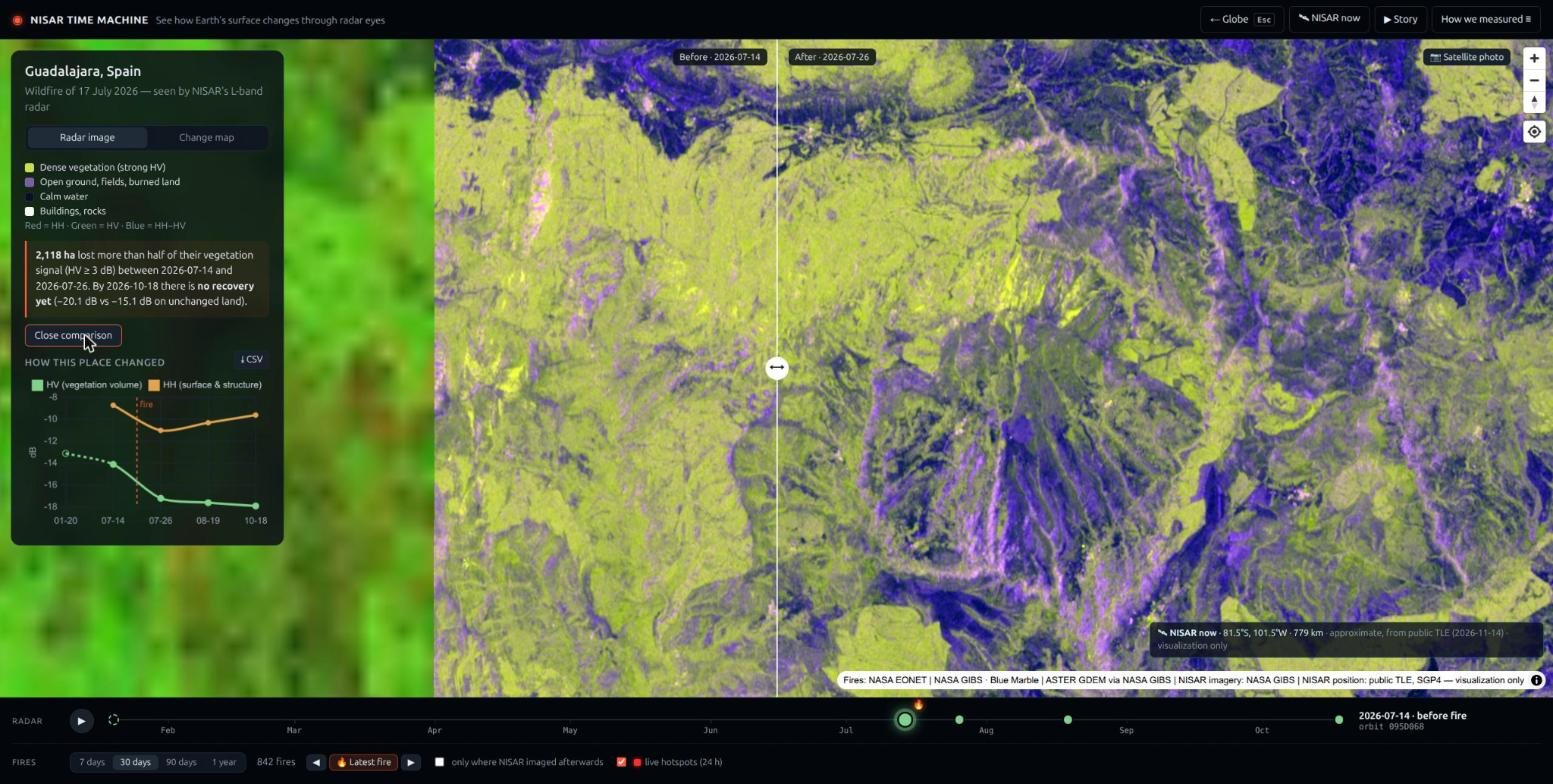 NISAR TIME MACHINE See how Earth's surface changes through radar eyes
← Globe Esc
NISAR now
▶ Story
How we measured ≡
Guadalajara, Spain
Wildfire of 17 July 2026 — seen by NISAR's L-band
radar
Radar image Change map
Dense vegetation (strong HV)
Open ground, fields, burned land
Calm water
Buildings, rocks
Red = HH · Green = HV · Blue = HH−HV
2,118 ha lost more than half of their vegetation
signal (HV ≥ 3 dB) between 2026-07-14 and
2026-07-26. By 2026-10-18 there is no recovery
yet (−20.1 dB vs −15.1 dB on unchanged land).
Close comparison
HOW THIS PLACE CHANGED
↓ CSV
HV (vegetation volume) HH (surface & structure)
fire
-8
-10
-12
-14
-16
-18
dB
01-20 07-14 07-26 08-19 10-18
Before · 2026-07-14
After · 2026-07-26
Satellite photo
+
−
NISAR now · 81.5°S, 101.5°W · 779 km · approximate, from public TLE (2026-11-14) ·
visualization only
Fires: NASA EONET | NASA GIBS · Blue Marble | ASTER GDEM via NASA GIBS | NISAR imagery: NASA GIBS | NISAR position: public TLE, SGP4 — visualization only
RADAR
Feb Mar Apr May Jun Jul Aug Sep Oct
2026-07-14 · before fire
orbit 095D068
FIRES
7 days 30 days 90 days 1 year
842 fires
◀ Latest fire ▶
only where NISAR imaged afterwards
live hotspots (24 h)